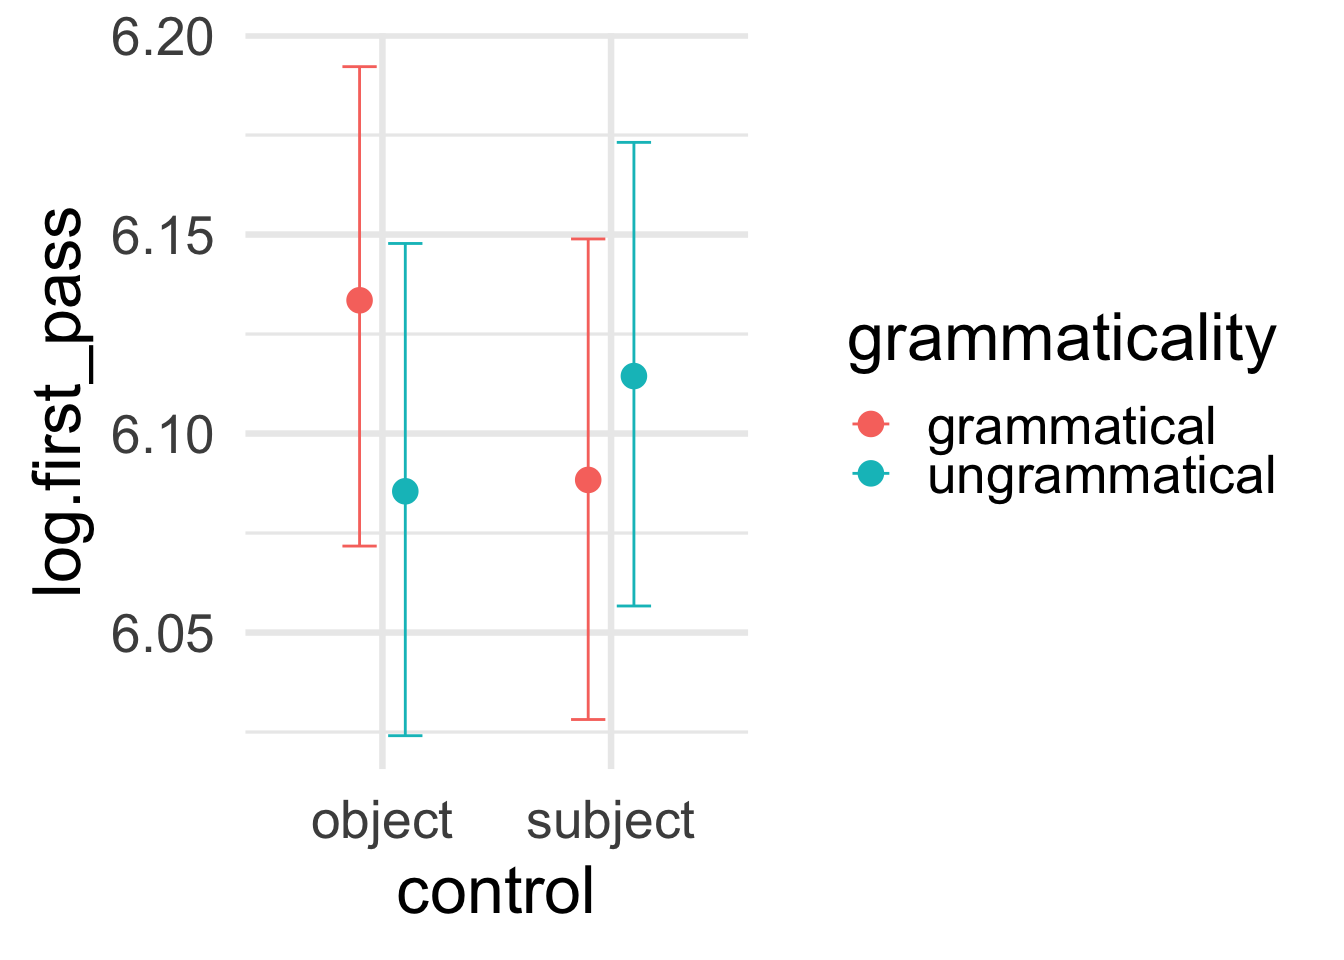 6.20
6.15
6.10
6.05
log.first_pass
object subject
control
grammaticality
grammatical
ungrammatical